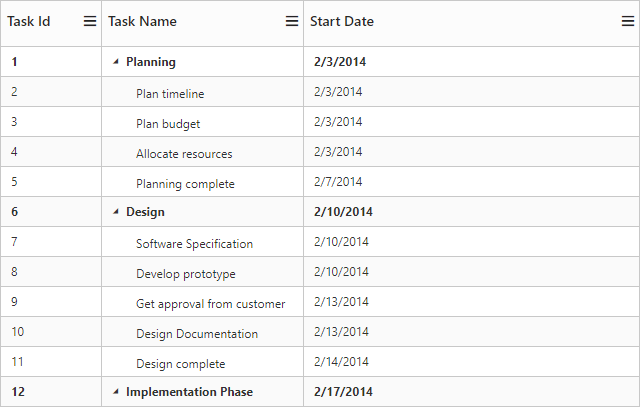 Task Id Task Name Start Date
1 Planning 2/3/2014
2 Plan timeline 2/3/2014
3 Plan budget 2/3/2014
4 Allocate resources 2/3/2014
5 Planning complete 2/7/2014
6 Design 2/10/2014
7 Software Specification 2/10/2014
8 Develop prototype 2/10/2014
9 Get approval from customer 2/13/2014
10 Design Documentation 2/13/2014
11 Design complete 2/14/2014
12 Implementation Phase 2/17/2014